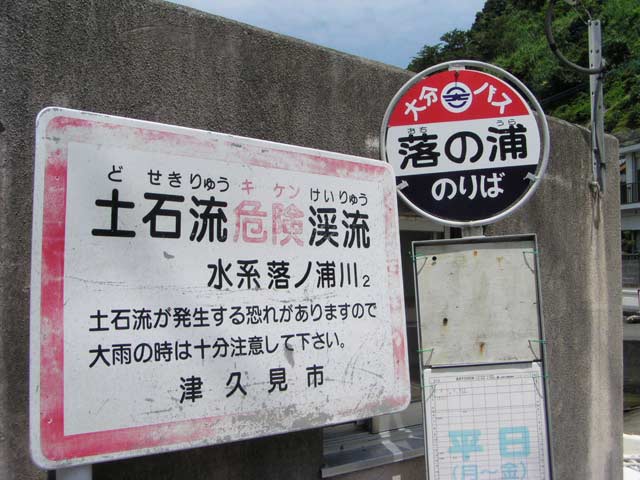 ど せきりゅう キ ケン けいりゅう
土石流危険渓流
水系落ノ浦川2
土石流が発生する恐れがありますので
大雨の時は十分注意して下さい。
津久見市
大分バス
おち うら
落の浦
のりば
平日
(月~金)